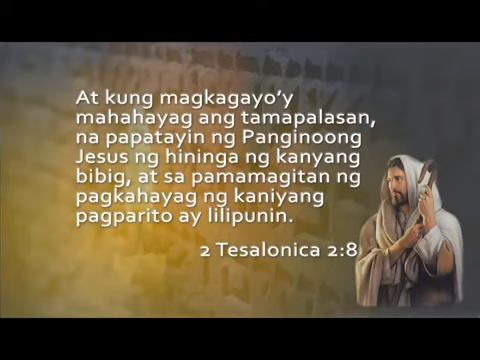 At kung magkagayo'y
mahahayag ang tamapalasan,
na papatayin ng Panginoong
Jesus ng hininga ng kanyang
bibig, at sa pamamagitan ng
pagkahayag ng kaniyang
pagparito ay lilipunin.
2 Tesalonica 2:8